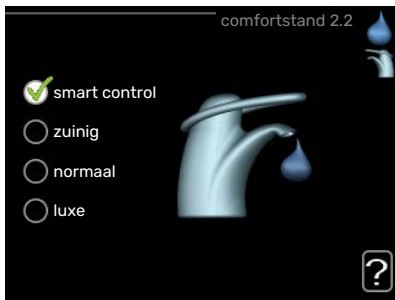 comfortstand 2.2
smart control
zuinig
normaal
luxe
?